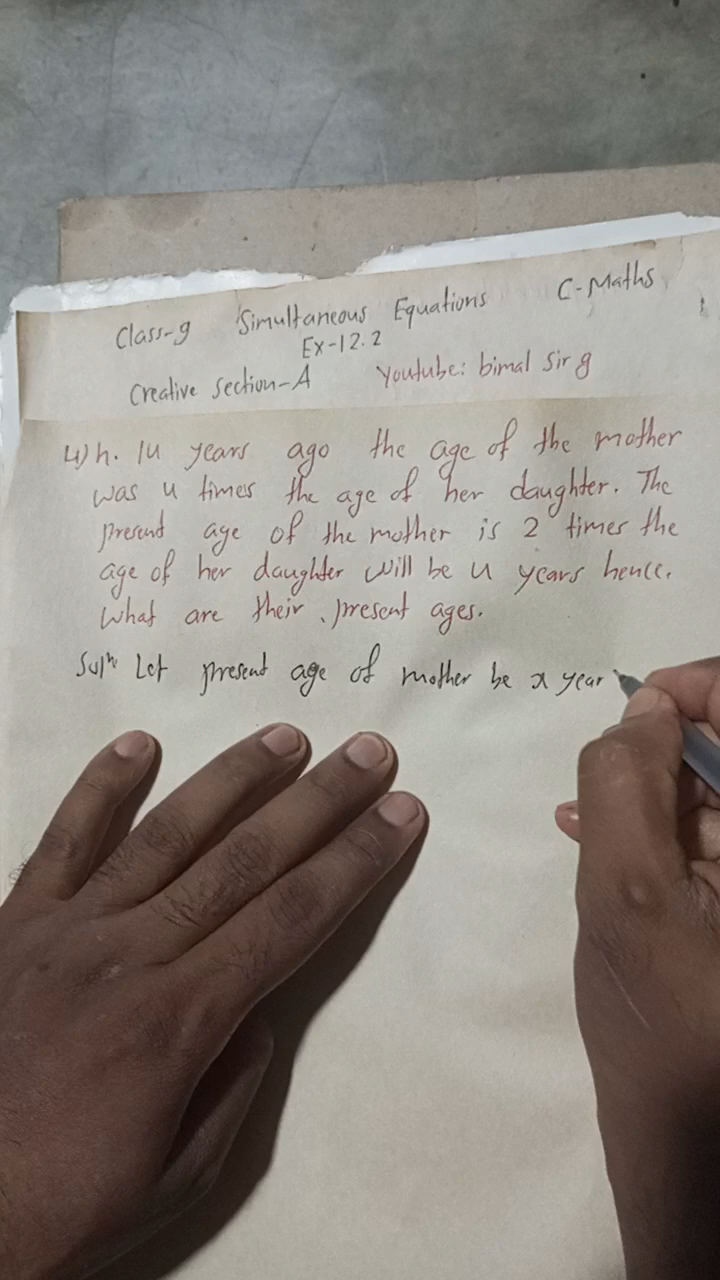 Class-9 Simultaneous Equations C-Maths
Ex-12.2
Creative Section-A Youtube: bimal Sir g
4) h. 14 years ago the age of the mother
was 4 times the age of her daughter. The
present age of the mother is 2 times the
age of her daughter will be 4 years hence.
What are their present ages.
Solⁿ Let present age of mother be x year